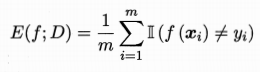 E(f; D) = \frac{1}{m} \sum_{i=1}^{m} \mathbb{I}(f(\boldsymbol{x}_i) \neq y_i)